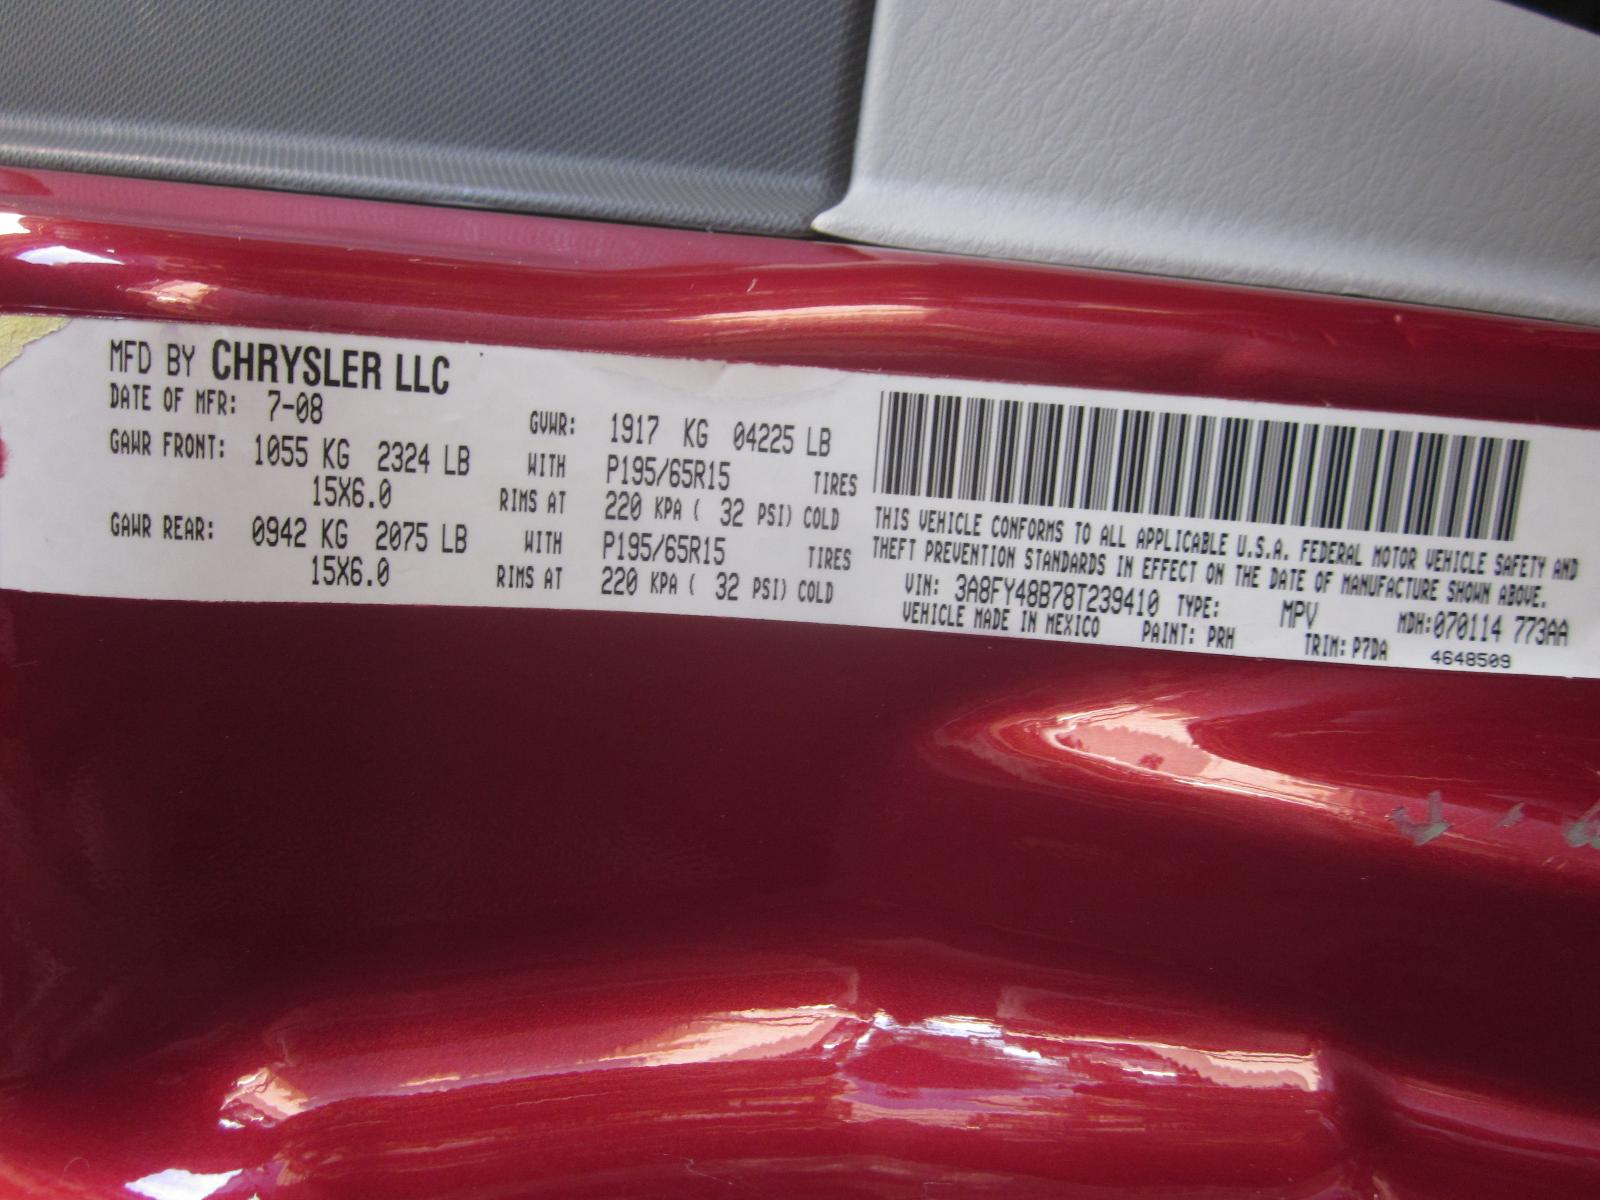 MFD BY CHRYSLER LLC
DATE OF MFR: 7-08 GVWR: 1917 KG 04225 LB
GAWR FRONT: 1055 KG 2324 LB WITH P195/65R15 TIRES
15X6.0 RIMS AT 220 KPA ( 32 PSI) COLD
GAWR REAR: 0942 KG 2075 LB WITH P195/65R15 TIRES
15X6.0 RIMS AT 220 KPA ( 32 PSI) COLD
THIS VEHICLE CONFORMS TO ALL APPLICABLE U.S.A. FEDERAL MOTOR VEHICLE SAFETY AND
THEFT PREVENTION STANDARDS IN EFFECT ON THE DATE OF MANUFACTURE SHOWN ABOVE.
VIN: 3A8FY48B78T239410 TYPE: MPV MDH:070114 773AA
VEHICLE MADE IN MEXICO PAINT: PRH TRIM: P7DA 4648509